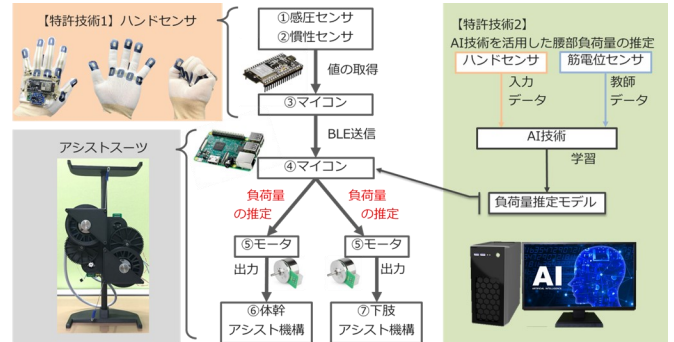 【特許技術1】ハンドセンサ
①感圧センサ
②慣性センサ
値の取得
③マイコン
BLE送信
アシストスーツ
④マイコン
負荷量
の推定
負荷量
の推定
⑤モータ
⑤モータ
出力
出力
⑥体幹
アシスト機構
⑦下肢
アシスト機構
【特許技術2】
AI技術を活用した腰部負荷量の推定
ハンドセンサ
筋電位センサ
入力
データ
教師
データ
AI技術
学習
負荷量推定モデル
AI